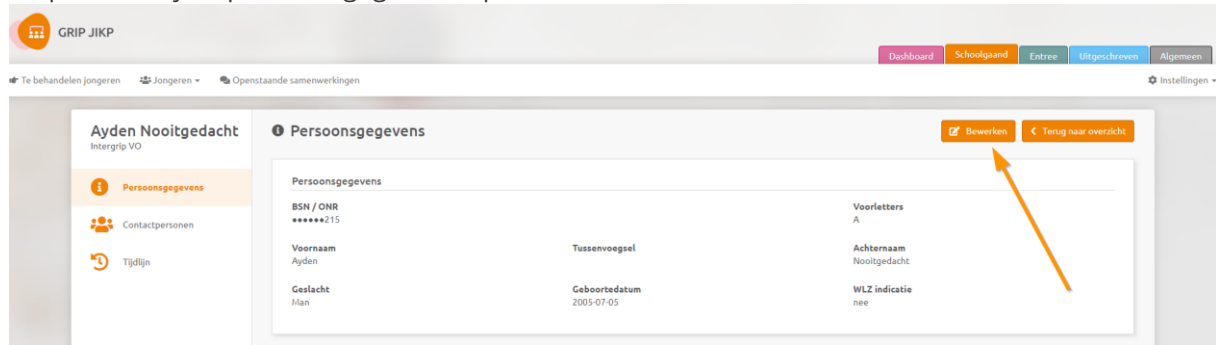 GRIP JIKP
Dashboard Schoolgaand Entree Uitgeschreven Algemeen
Te behandelen jongeren Jongeren Openstaande samenwerkingen Instellingen
Ayden Nooitgedacht
Intergrip VO
Persoonsgegevens
Contactpersonen
Tijdlijn
Persoonsgegevens
Bewerken Terug naar overzicht
Persoonsgegevens
BSN / ONR Voorletters
●●●●●●215 A
Voornaam Tussenvoegsel Achternaam
Ayden Nooitgedacht
Geslacht Geboortedatum WLZ indicatie
Man 2005-07-05 nee